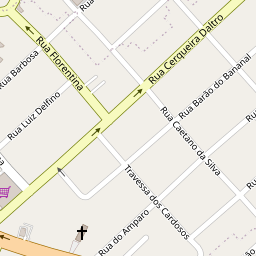 Rua Florentina
Rua Cerqueira Daltro
Rua Barbosa
Rua Luiz Delfino
Rua Barão do Bananal
Rua Caetano da Silva
Travessa dos Cardosos
Rua do Amparo